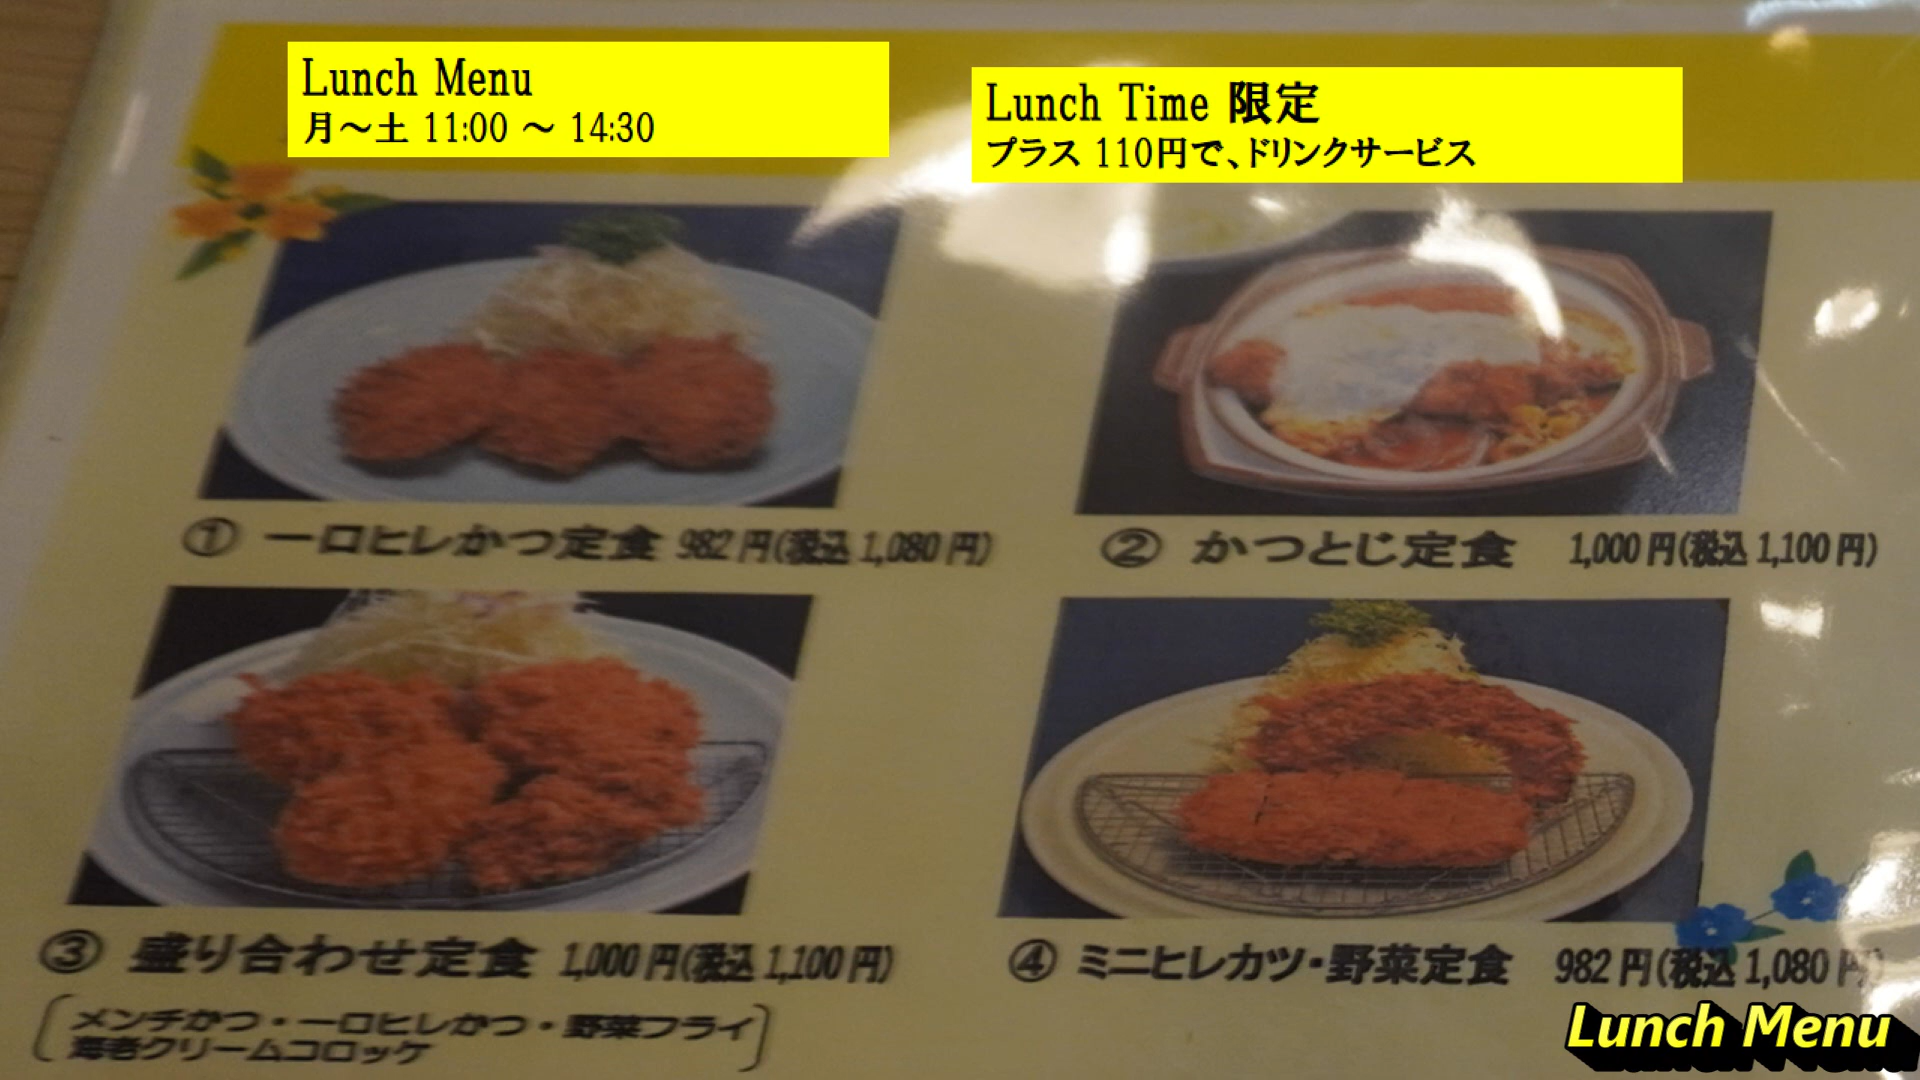 Lunch Menu
月～土 11:00 ～ 14:30
Lunch Time 限定
プラス 110円で、ドリンクサービス
① 一口ヒレかつ定食 982円(税込 1,080円)
② かつとじ定食 1,000円(税込 1,100円)
③ 盛り合わせ定食 1,000円(税込 1,100円)
メンチかつ・一口ヒレかつ・野菜フライ
海老クリームコロッケ
④ ミニヒレカツ・野菜定食 982円(税込 1,080円)
Lunch Menu